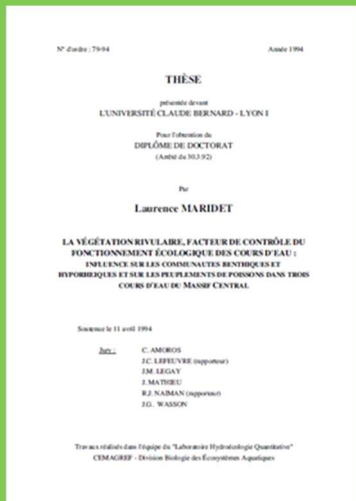 N° d'ordre : 79-94
Année 1994
THÈSE
présentée devant
L'UNIVERSITÉ CLAUDE BERNARD - LYON I
Pour l'obtention du
DIPLÔME DE DOCTORAT
(Arrêté du 30.3.92)
Par
Laurence MARIDET
LA VÉGÉTATION RIVULAIRE, FACTEUR DE CONTRÔLE DU
FONCTIONNEMENT ÉCOLOGIQUE DES COURS D'EAU :
INFLUENCE SUR LES COMMUNAUTES BENTHIQUES ET
HYPORHEIQUES ET SUR LES PEUPLEMENTS DE POISSONS DANS TROIS
COURS D'EAU DU MASSIF CENTRAL
Soutenue le 11 avril 1994
Jury : C. AMOROS
J.C. LEFEUVRE (rapporteur)
J.M. LEGAY
J. MATHIEU
R.J. NAIMAN (rapporteur)
J.G. WASSON
Travaux réalisés dans l'équipe du "Laboratoire Hydroécologie Quantitative"
CEMAGREF - Division Biologie des Écosystèmes Aquatiques